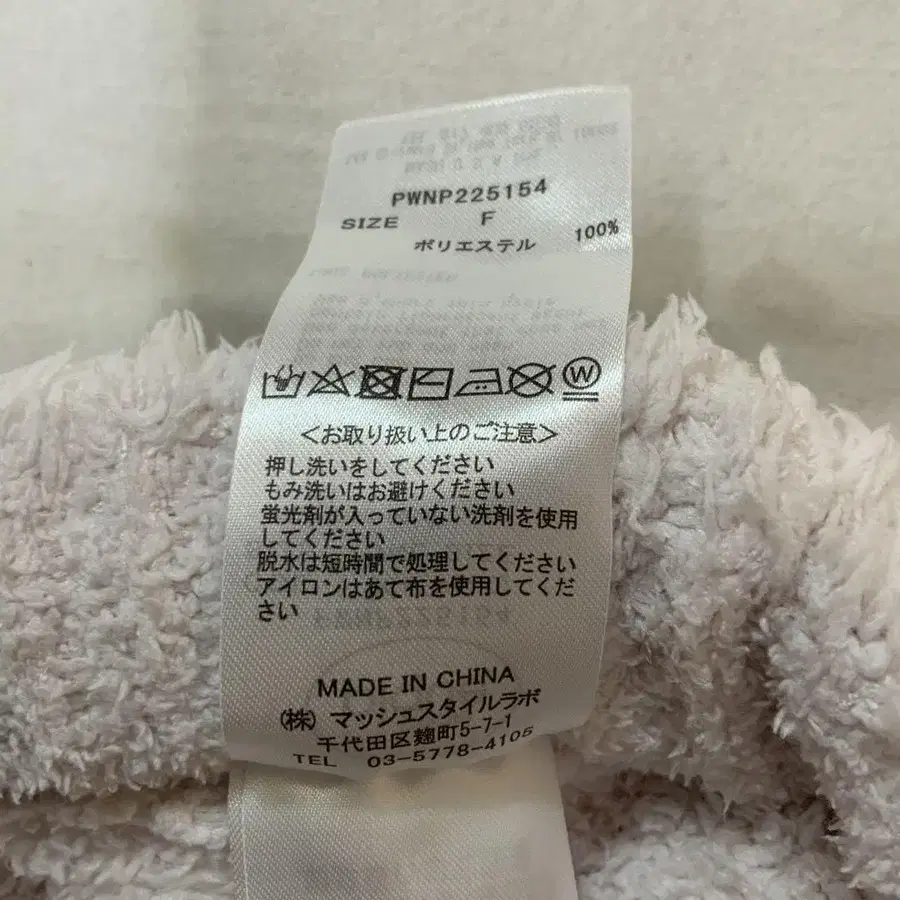 PWNP225154
SIZE F
ポリエステル 100%
W
<お取り扱い上のご注意>
押し洗いをしてください
もみ洗いはお避けください
蛍光剤が入っていない洗剤を使用
してください
脱水は短時間で処理してください
アイロンはあて布を使用してくだ
さい
MADE IN CHINA
(株) マッシュスタイルラボ
千代田区麹町5-7-1
TEL 03-5778-4105